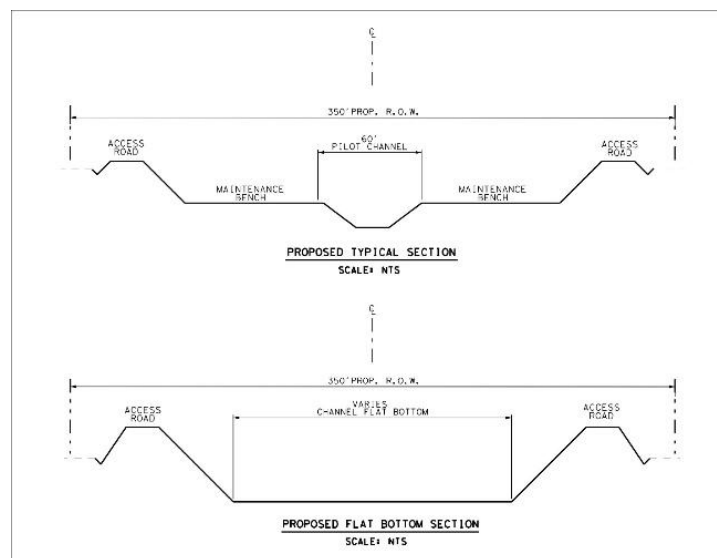 ℄
350' PROP. R.O.W.
ACCESS
ROAD
60'
PILOT CHANNEL
ACCESS
ROAD
MAINTENANCE
BENCH
MAINTENANCE
BENCH
PROPOSED TYPICAL SECTION
SCALE: NTS
℄
350' PROP. R.O.W.
ACCESS
ROAD
VARIES
CHANNEL FLAT BOTTOM
ACCESS
ROAD
PROPOSED FLAT BOTTOM SECTION
SCALE: NTS